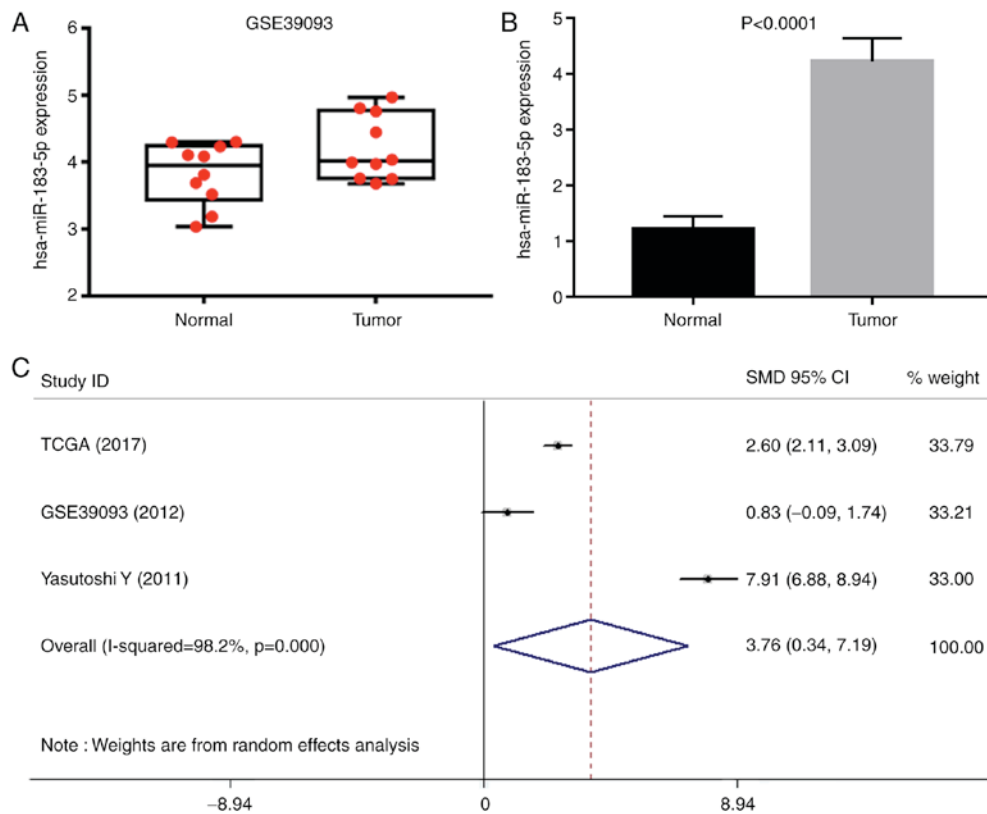 A
GSE39093
hsa-miR-183-5p expression
6
5
4
3
2
Normal Tumor
B
P<0.0001
hsa-miR-183-5p expression
5
4
3
2
1
0
Normal Tumor
C
Study ID SMD 95% CI % weight
TCGA (2017) 2.60 (2.11, 3.09) 33.79
GSE39093 (2012) 0.83 (−0.09, 1.74) 33.21
Yasutoshi Y (2011) 7.91 (6.88, 8.94) 33.00
Overall (I-squared=98.2%, p=0.000) 3.76 (0.34, 7.19) 100.00
Note : Weights are from random effects analysis
−8.94 0 8.94